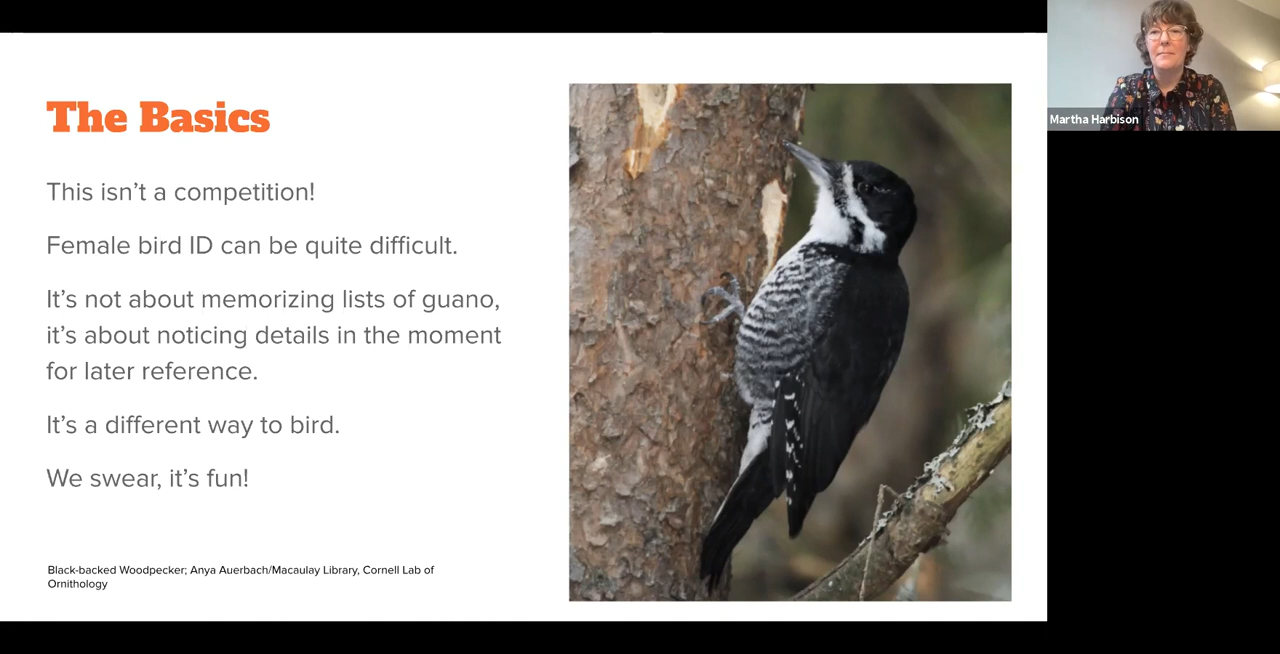 The Basics
This isn’t a competition!
Female bird ID can be quite difficult.
It’s not about memorizing lists of guano,
it’s about noticing details in the moment
for later reference.
It’s a different way to bird.
We swear, it’s fun!
Black-backed Woodpecker; Anya Auerbach/Macaulay Library, Cornell Lab of
Ornithology
Martha Harbison